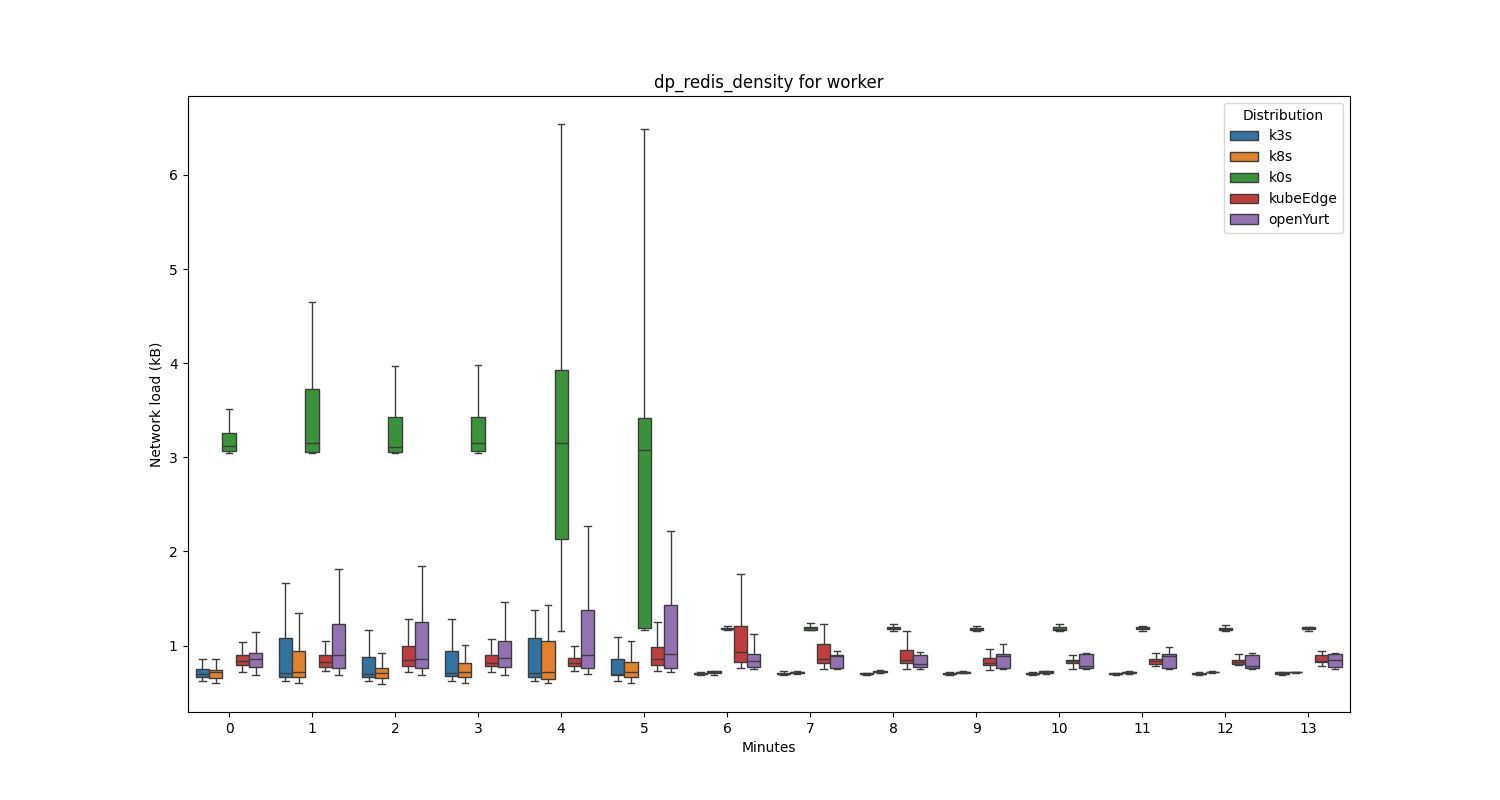 dp_redis_density for worker
Distribution
k3s
k8s
k0s
kubeEdge
openYurt
Network load (kB)
6
5
4
3
2
1
0 1 2 3 4 5 6 7 8 9 10 11 12 13
Minutes